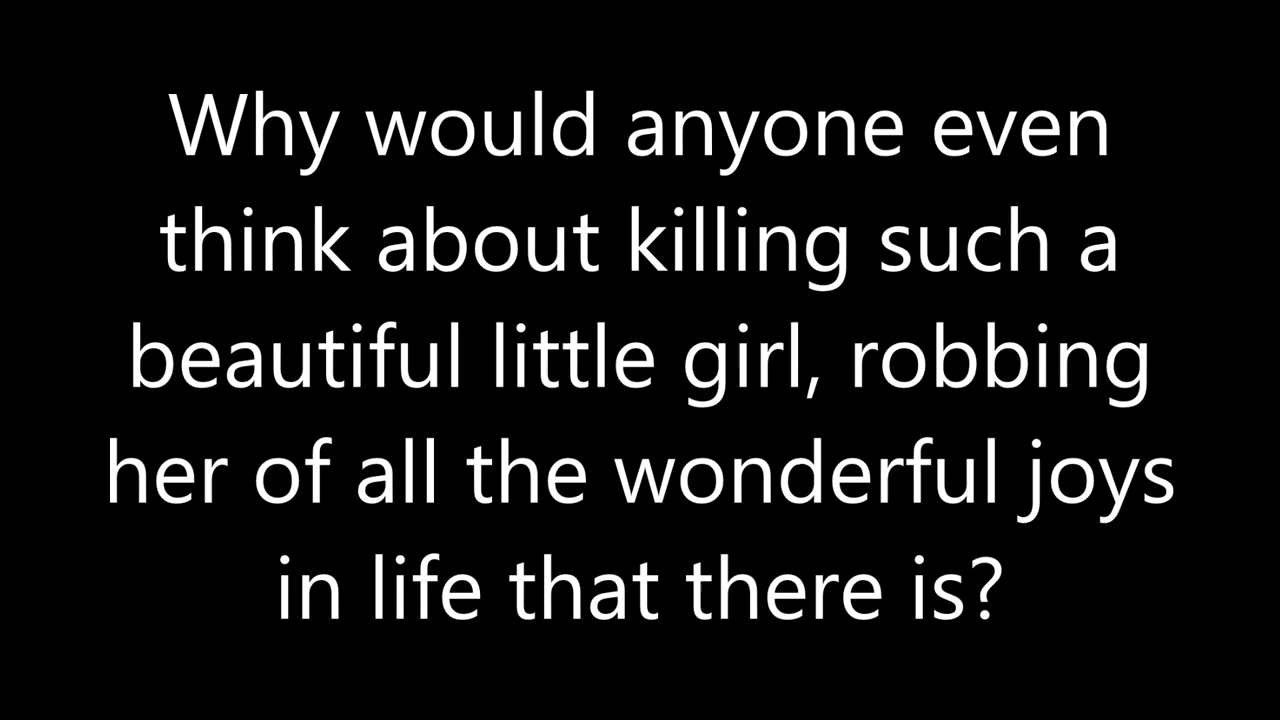 Why would anyone even
think about killing such a
beautiful little girl, robbing
her of all the wonderful joys
in life that there is?